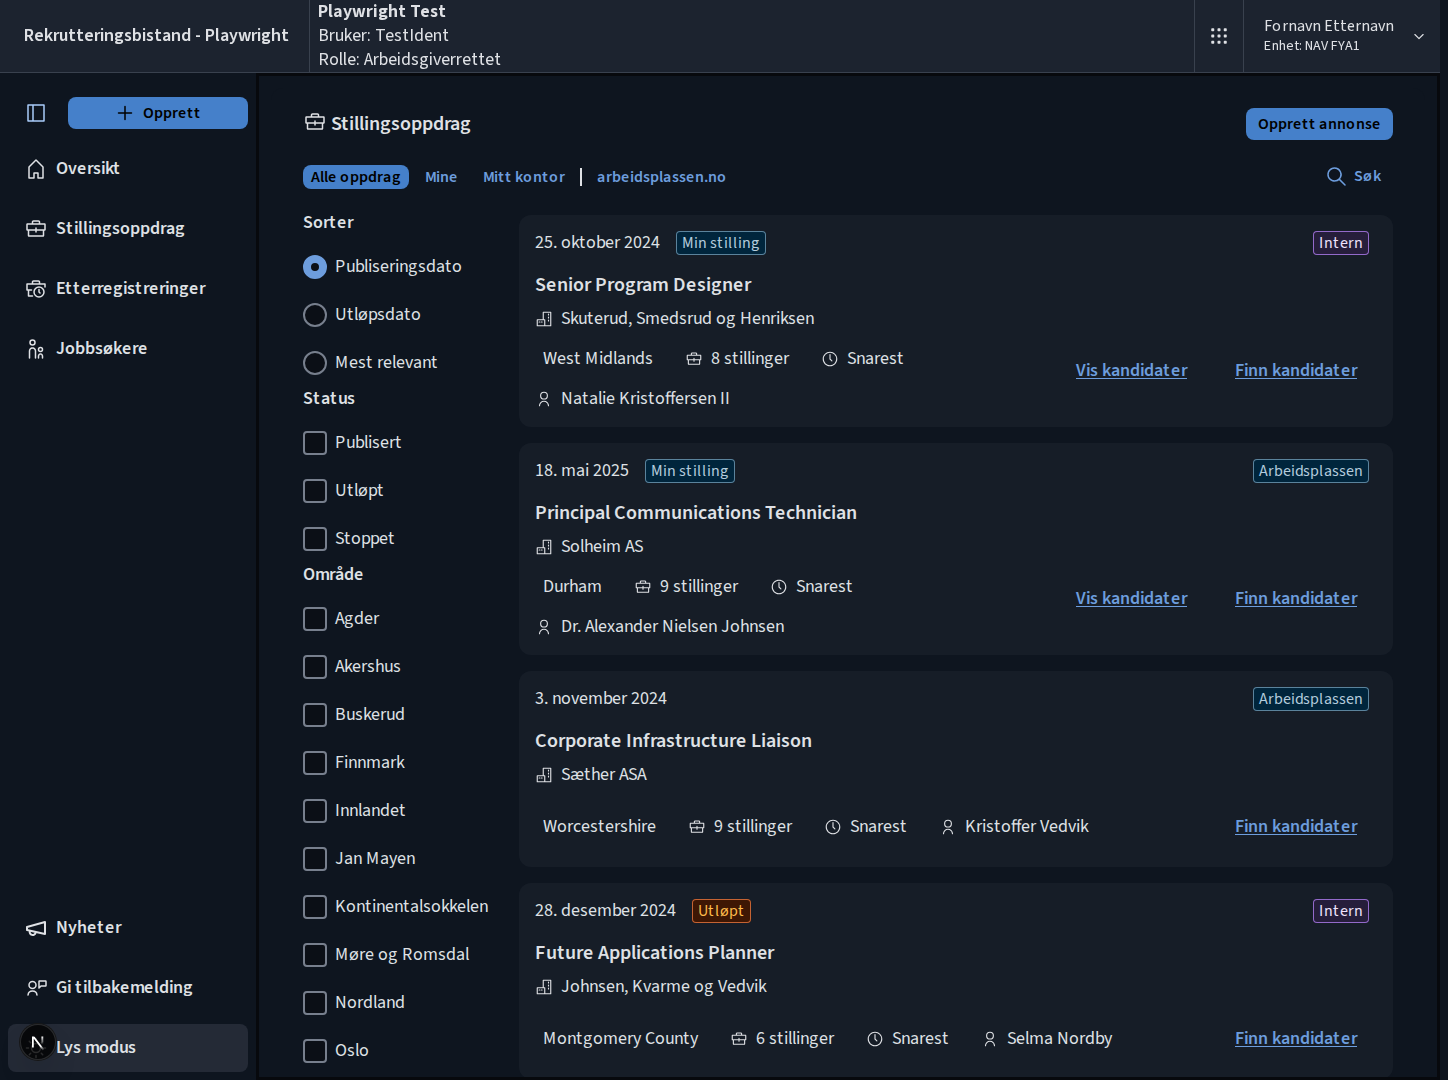 Rekrutteringsbistand - Playwright
Playwright Test
Bruker: TestIdent
Rolle: Arbeidsgiverrettet
Fornavn Etternavn
Enhet: NAV FYA1
Opprett
Oversikt
Stillingsoppdrag
Etterregistreringer
Jobbsøkere
Nyheter
Gi tilbakemelding
N
Lys modus
Stillingsoppdrag
Opprett annonse
Alle oppdrag Mine Mitt kontor arbeidsplassen.no
Søk
Sorter
Publiseringsdato
Utløpsdato
Mest relevant
Status
Publisert
Utløpt
Stoppet
Område
Agder
Akershus
Buskerud
Finnmark
Innlandet
Jan Mayen
Kontinentalsokkelen
Møre og Romsdal
Nordland
Oslo
25. oktober 2024 Min stilling Intern
Senior Program Designer
Skuterud, Smedsrud og Henriksen
West Midlands 8 stillinger Snarest
Natalie Kristoffersen II
Vis kandidater Finn kandidater
18. mai 2025 Min stilling Arbeidsplassen
Principal Communications Technician
Solheim AS
Durham 9 stillinger Snarest
Dr. Alexander Nielsen Johnsen
Vis kandidater Finn kandidater
3. november 2024 Arbeidsplassen
Corporate Infrastructure Liaison
Sæther ASA
Worcestershire 9 stillinger Snarest Kristoffer Vedvik Finn kandidater
28. desember 2024 Utløpt Intern
Future Applications Planner
Johnsen, Kvarme og Vedvik
Montgomery County 6 stillinger Snarest Selma Nordby Finn kandidater